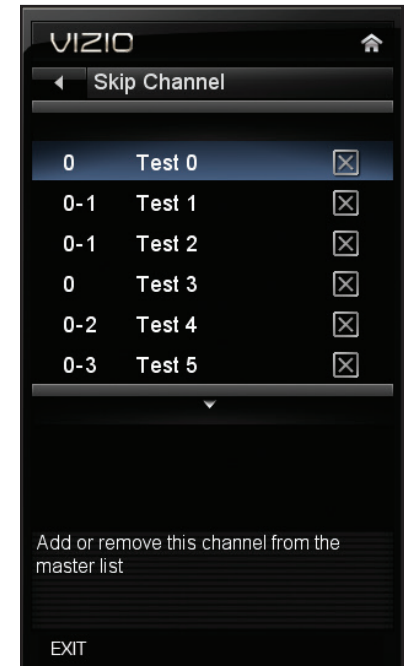 VIZIO
Skip Channel
0 Test 0
0-1 Test 1
0-1 Test 2
0 Test 3
0-2 Test 4
0-3 Test 5
Add or remove this channel from the
master list
EXIT